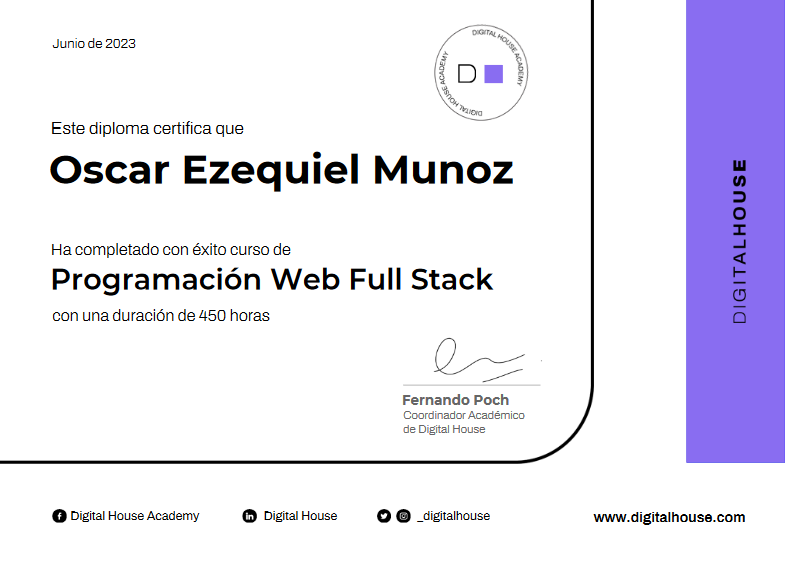 Junio de 2023
DIGITAL HOUSE ACADEMY
DIGITAL HOUSE ACADEMY
D
Este diploma certifica que
Oscar Ezequiel Munoz
Ha completado con éxito curso de
Programación Web Full Stack
con una duración de 450 horas
Fernando Poch
Coordinador Académico
de Digital House
DIGITALHOUSE
Digital House Academy
Digital House
_digitalhouse
www.digitalhouse.com